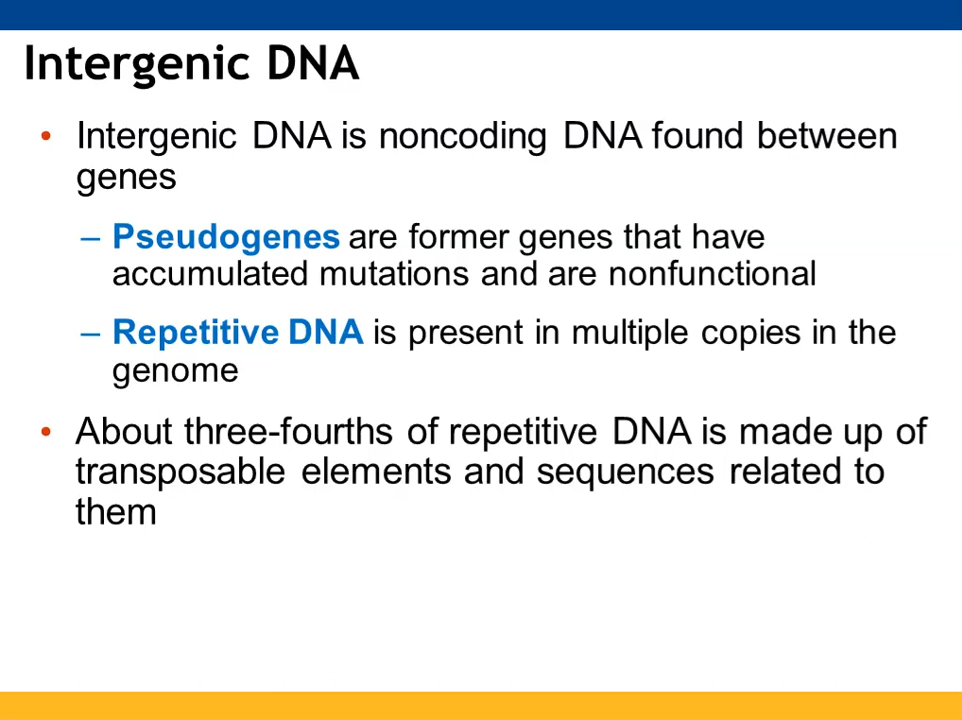 Intergenic DNA
• Intergenic DNA is noncoding DNA found between
genes
– Pseudogenes are former genes that have
accumulated mutations and are nonfunctional
– Repetitive DNA is present in multiple copies in the
genome
• About three-fourths of repetitive DNA is made up of
transposable elements and sequences related to
them